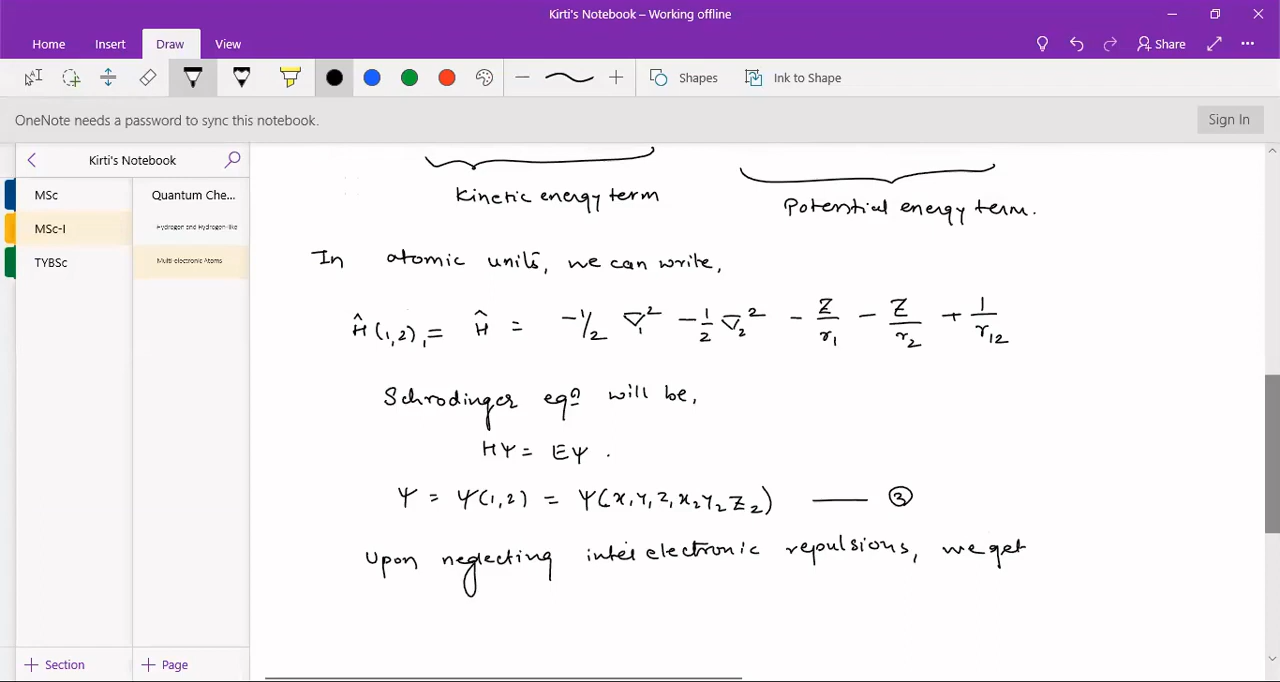 Kirti's Notebook – Working offline
Home Insert Draw View
Share
Shapes Ink to Shape
OneNote needs a password to sync this notebook. Sign In
Kirti's Notebook
MSc
MSc-I
TYBSc
Quantum Che...
Hydrogen and Hydrogen-like
Multi electronic Atoms
+ Section + Page
Kinetic energy term
Potential energy term.
In atomic units, we can write,
Ĥ(1,2), = Ĥ = -1/2 ∇₁² - 1/2 ∇₂² - Z/r₁ - Z/r₂ + 1/r₁₂
Schrodinger eqn will be,
Hψ = Eψ .
ψ = ψ(1,2) = ψ(x,y,z,x₂y₂z₂) —— ③
Upon neglecting inter electronic repulsions, we get